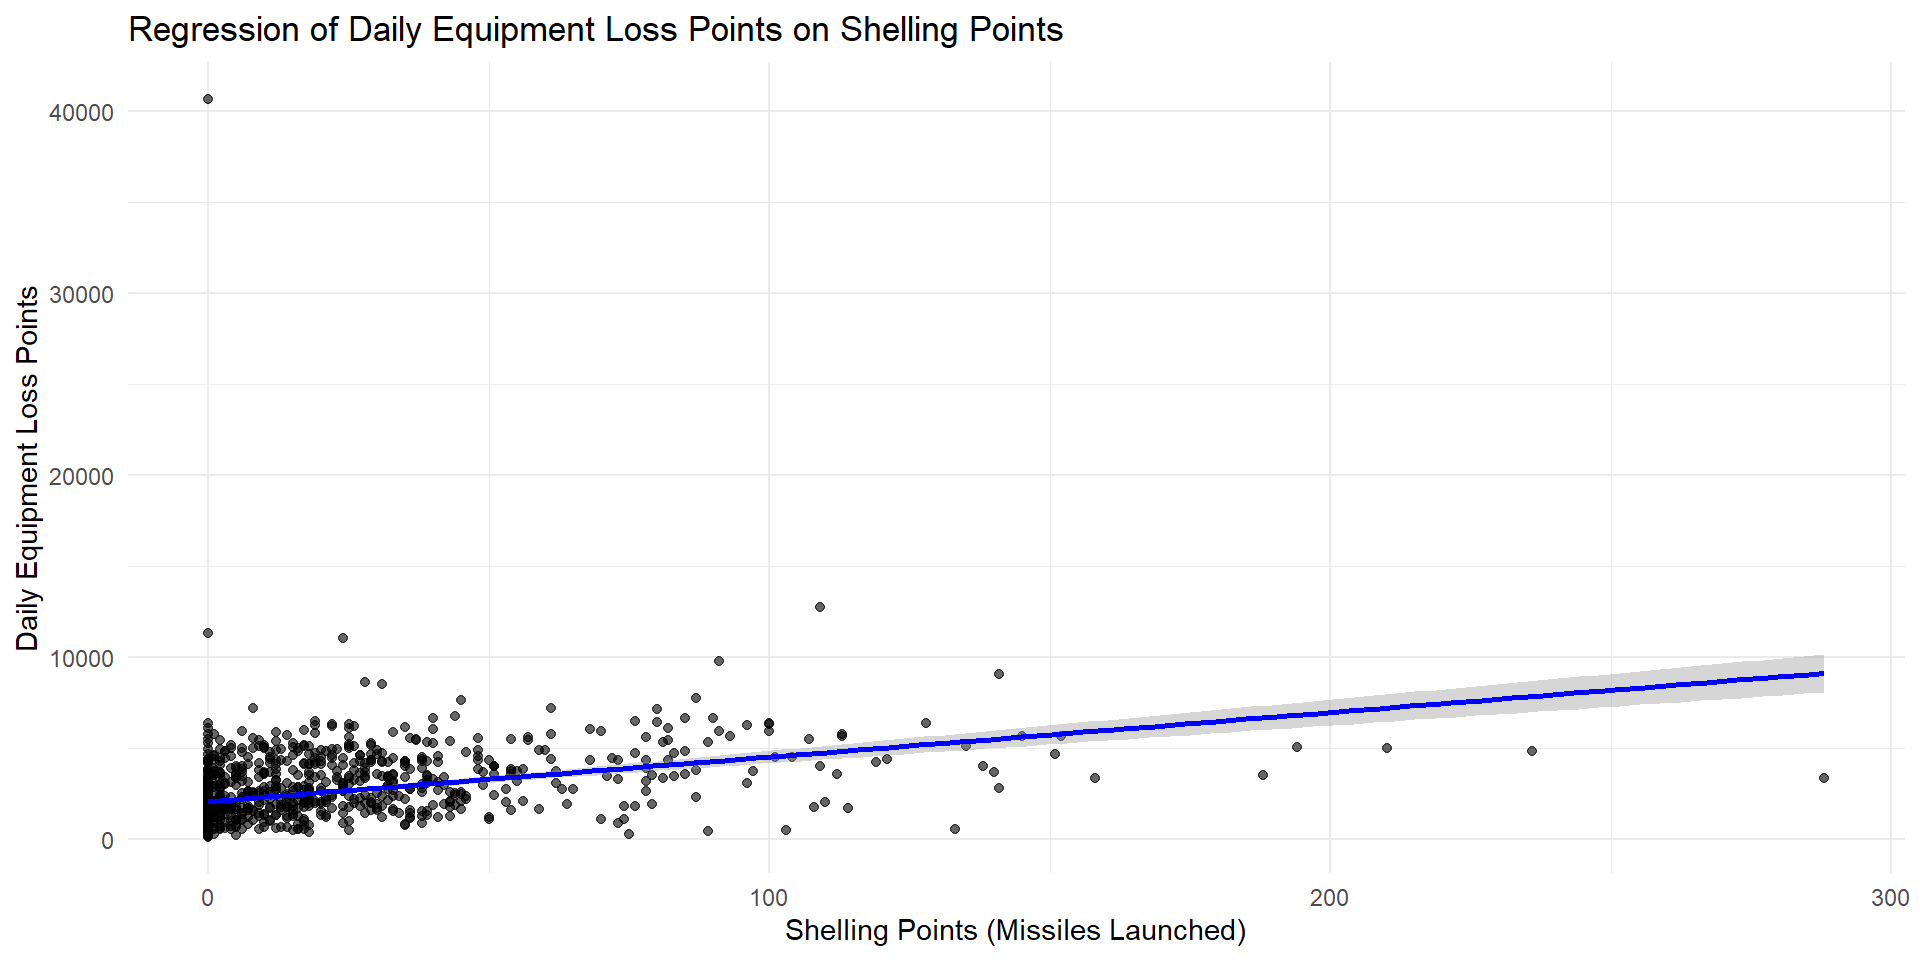 Regression of Daily Equipment Loss Points on Shelling Points
Daily Equipment Loss Points
40000
30000
20000
10000
0
0 100 200 300
Shelling Points (Missiles Launched)